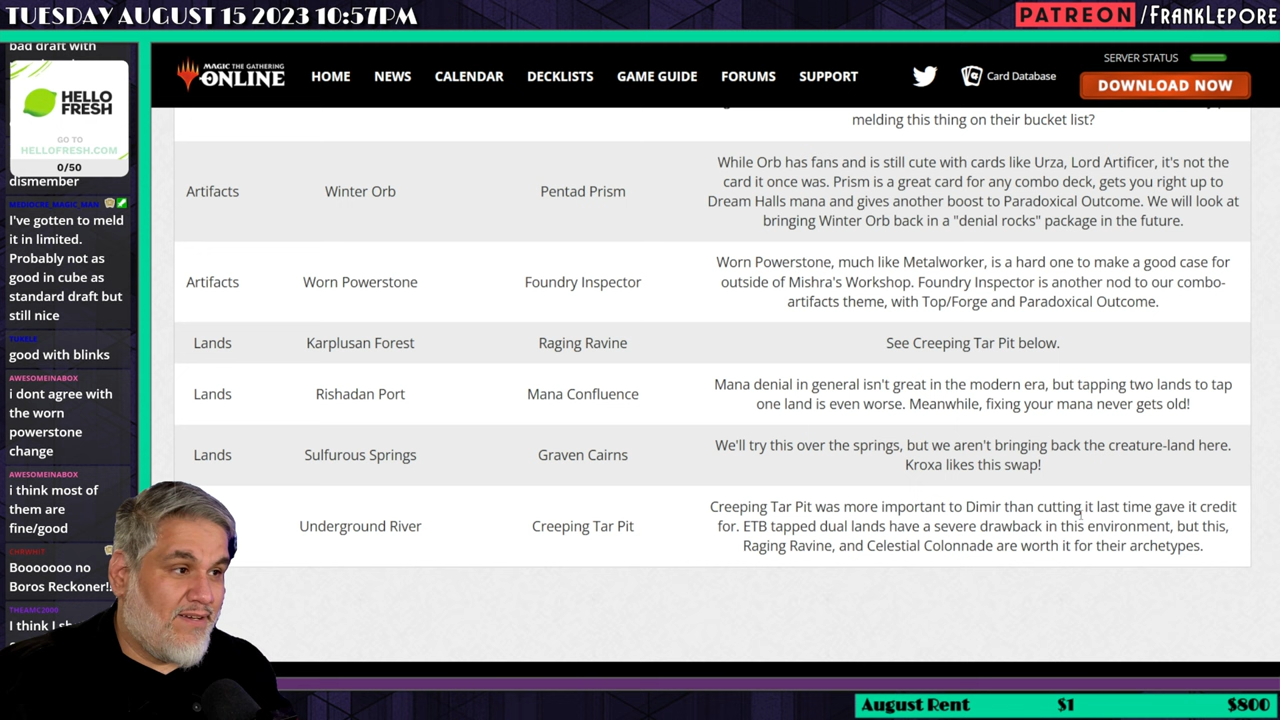 TUESDAY AUGUST 15 2023 10:57PM
PATREON /FRANKLEPORE
bad draft with
HELLO
FRESH
GO TO
HELLOFRESH.COM
0/50
dismember
MEDIOCRE_MAGIC_MAN
I've gotten to meld
it in limited.
Probably not as
good in cube as
standard draft but
still nice
TUKELE
good with blinks
AWESOMEINABOX
i dont agree with
the worn
powerstone
change
AWESOMEINABOX
i think most of
them are
fine/good
CHRWHIT
Booooooo no
Boros Reckoner!!
THEAMC2000
MAGIC THE GATHERING
ONLINE
HOME NEWS CALENDAR DECKLISTS GAME GUIDE FORUMS SUPPORT
Card Database
SERVER STATUS
DOWNLOAD NOW
melding this thing on their bucket list?
Artifacts Winter Orb Pentad Prism
While Orb has fans and is still cute with cards like Urza, Lord Artificer, it's not the
card it once was. Prism is a great card for any combo deck, gets you right up to
Dream Halls mana and gives another boost to Paradoxical Outcome. We will look at
bringing Winter Orb back in a "denial rocks" package in the future.
Artifacts Worn Powerstone Foundry Inspector
Worn Powerstone, much like Metalworker, is a hard one to make a good case for
outside of Mishra's Workshop. Foundry Inspector is another nod to our combo-
artifacts theme, with Top/Forge and Paradoxical Outcome.
Lands Karplusan Forest Raging Ravine See Creeping Tar Pit below.
Lands Rishadan Port Mana Confluence
Mana denial in general isn't great in the modern era, but tapping two lands to tap
one land is even worse. Meanwhile, fixing your mana never gets old!
Lands Sulfurous Springs Graven Cairns
We'll try this over the springs, but we aren't bringing back the creature-land here.
Kroxa likes this swap!
Underground River Creeping Tar Pit
Creeping Tar Pit was more important to Dimir than cutting it last time gave it credit
for. ETB tapped dual lands have a severe drawback in this environment, but this,
Raging Ravine, and Celestial Colonnade are worth it for their archetypes.
August Rent $1 $800